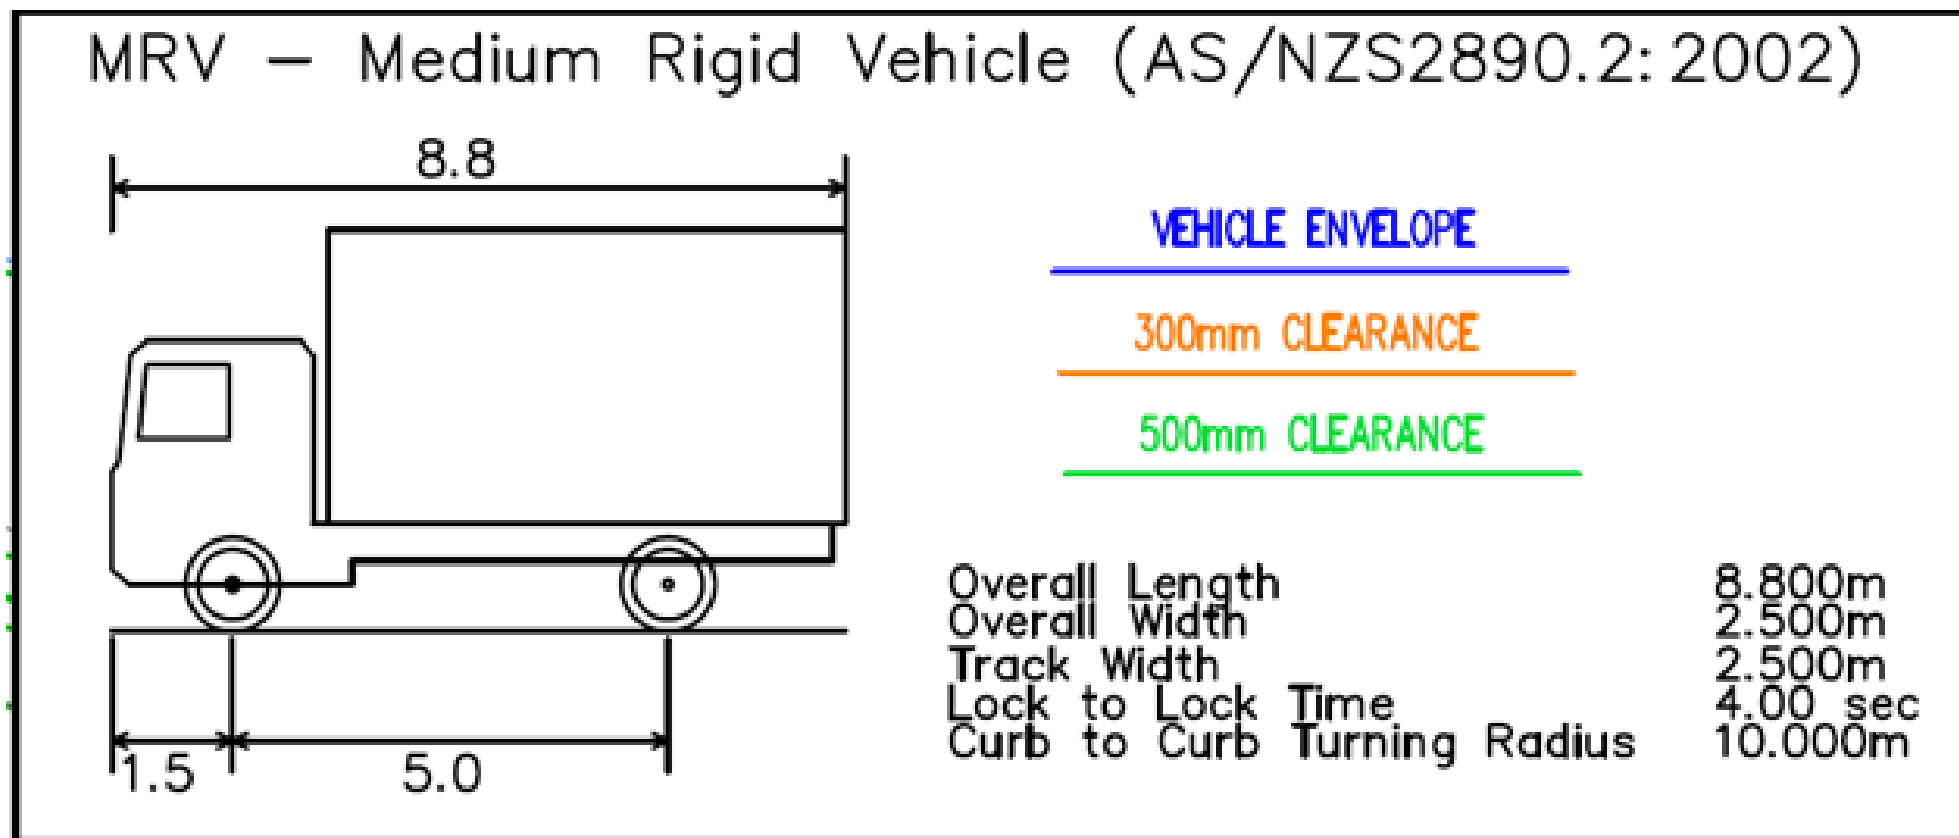 MRV – Medium Rigid Vehicle (AS/NZS2890.2:2002)
8.8
VEHICLE ENVELOPE
300mm CLEARANCE
500mm CLEARANCE
Overall Length 8.800m
Overall Width 2.500m
Track Width 2.500m
Lock to Lock Time 4.00 sec
Curb to Curb Turning Radius 10.000m
1.5 5.0